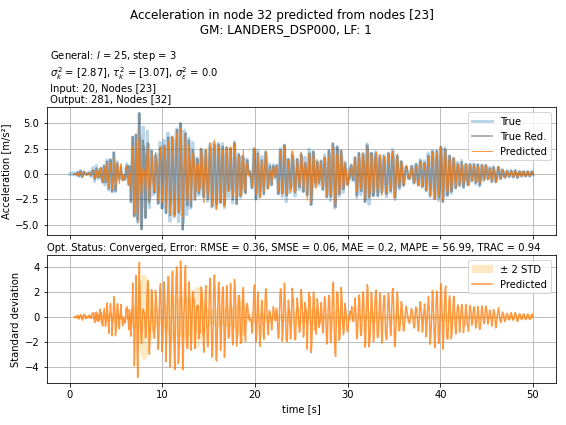 Acceleration in node 32 predicted from nodes [23]
GM: LANDERS_DSP000, LF: 1
General: l = 25, step = 3
σ²ₖ = [2.87], τ²ₖ = [3.07], σ²ₑ = 0.0
Input: 20, Nodes [23]
Output: 281, Nodes [32]
Acceleration [m/s²]
5.0
2.5
0.0
−2.5
−5.0
True
True Red.
Predicted
Opt. Status: Converged, Error: RMSE = 0.36, SMSE = 0.06, MAE = 0.2, MAPE = 56.99, TRAC = 0.94
Standard deviation
4
2
0
−2
−4
± 2 STD
Predicted
0 10 20 30 40 50
time [s]